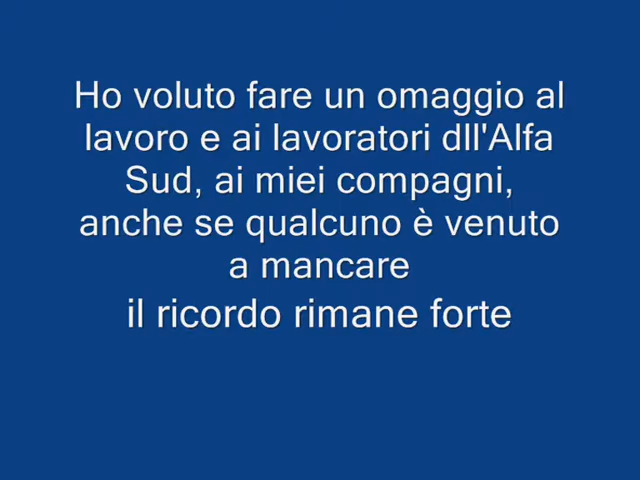 Ho voluto fare un omaggio al
lavoro e ai lavoratori dll'Alfa
Sud, ai miei compagni,
anche se qualcuno è venuto
a mancare
il ricordo rimane forte